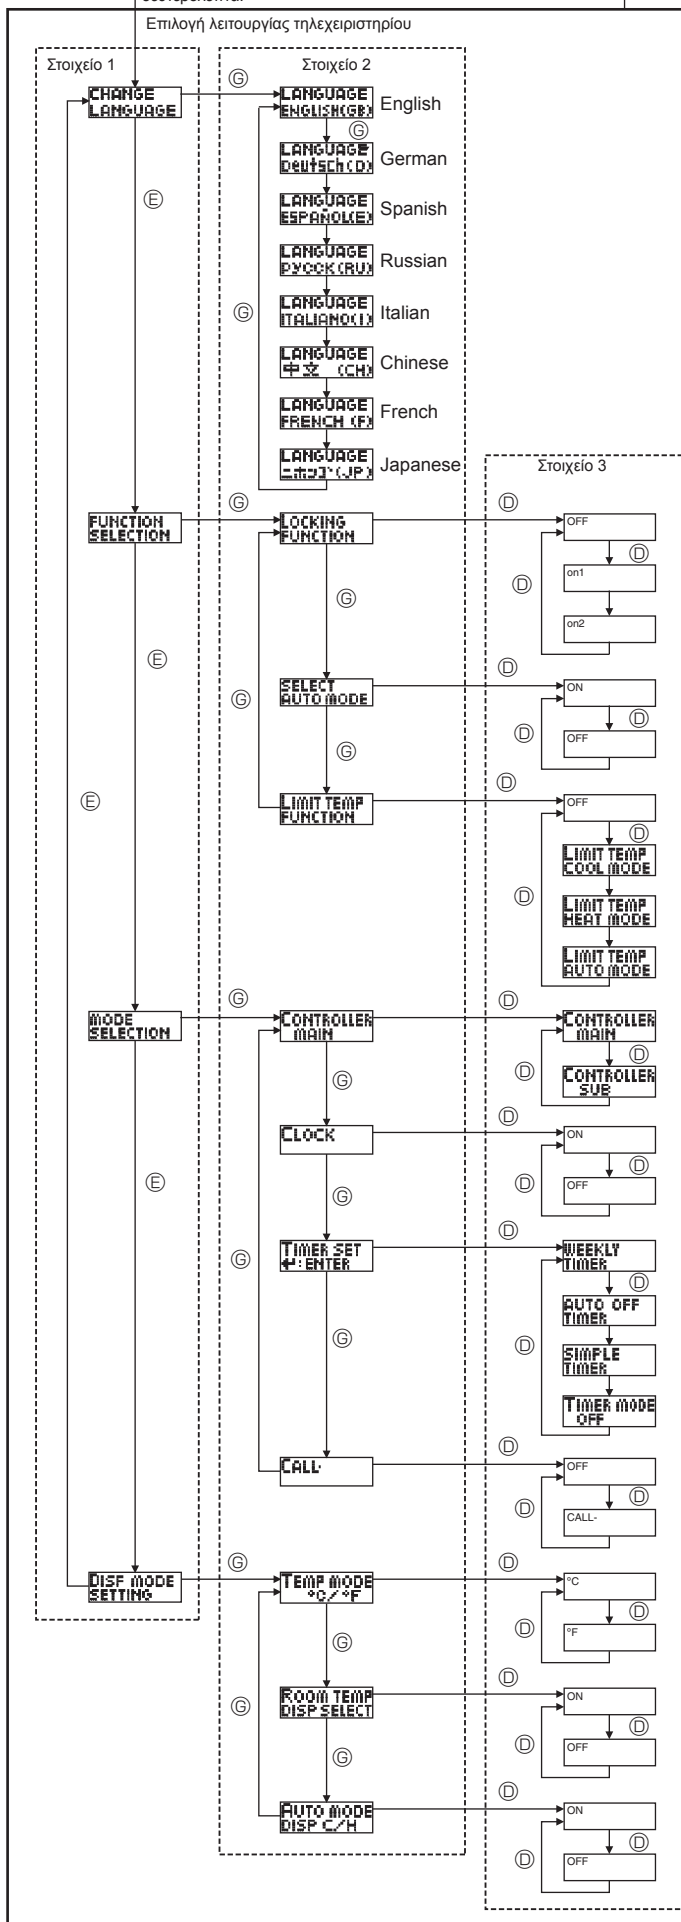 Επιλογή λειτουργίας τηλεχειριστηρίου
Στοιχείο 1
Στοιχείο 2
CHANGE
LANGUAGE
Ⓖ
LANGUAGE
ENGLISH(GB)
English
Ⓖ
LANGUAGE
Deutsch(D)
German
Ⓔ
LANGUAGE
ESPAÑOL(E)
Spanish
LANGUAGE
РУССК(RU)
Russian
Ⓖ
LANGUAGE
ITALIANO(I)
Italian
LANGUAGE
中文 (CH)
Chinese
LANGUAGE
FRENCH (F)
French
LANGUAGE
ニホンゴ(JP)
Japanese
Στοιχείο 3
FUNCTION
SELECTION
Ⓖ
LOCKING
FUNCTION
Ⓓ
OFF
Ⓓ
Ⓓ
on1
on2
Ⓖ
Ⓔ
Ⓖ
SELECT
AUTO MODE
Ⓓ
ON
Ⓓ
Ⓓ
OFF
Ⓖ
Ⓔ
LIMIT TEMP
FUNCTION
Ⓓ
OFF
Ⓓ
LIMIT TEMP
COOL MODE
Ⓓ
LIMIT TEMP
HEAT MODE
LIMIT TEMP
AUTO MODE
MODE
SELECTION
Ⓖ
CONTROLLER
MAIN
Ⓓ
CONTROLLER
MAIN
Ⓓ
Ⓓ
CONTROLLER
SUB
Ⓖ
CLOCK
Ⓓ
ON
Ⓓ
Ⓓ
OFF
Ⓔ
Ⓖ
Ⓖ
TIMER SET
↵:ENTER
Ⓓ
WEEKLY
TIMER
Ⓓ
Ⓓ
AUTO OFF
TIMER
Ⓖ
SIMPLE
TIMER
TIMER MODE
OFF
CALL-
Ⓓ
OFF
Ⓓ
Ⓓ
CALL-
DISP MODE
SETTING
Ⓖ
TEMP MODE
°C/°F
Ⓓ
°C
Ⓓ
Ⓓ
°F
Ⓖ
Ⓖ
ROOM TEMP
DISP SELECT
Ⓓ
ON
Ⓓ
Ⓓ
OFF
Ⓖ
AUTO MODE
DISP C/H
Ⓓ
ON
Ⓓ
Ⓓ
OFF